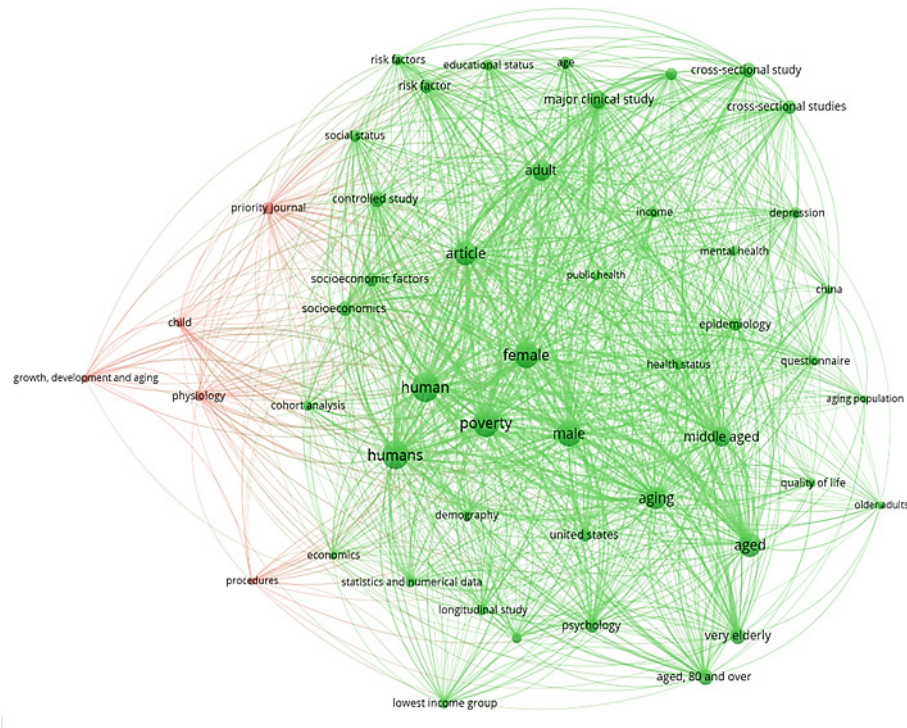 risk factors
educational status
age
cross-sectional study
risk factor
major clinical study
cross-sectional studies
social status
adult
controlled study
priority journal
income
depression
article
mental health
socioeconomic factors
public health
china
socioeconomics
child
epidemiology
female
questionnaire
health status
growth, development and aging
human
physiology
aging population
cohort analysis
poverty
male
middle aged
humans
quality of life
aging
older adults
demography
united states
aged
economics
procedures
statistics and numerical data
longitudinal study
psychology
very elderly
aged, 80 and over
lowest income group